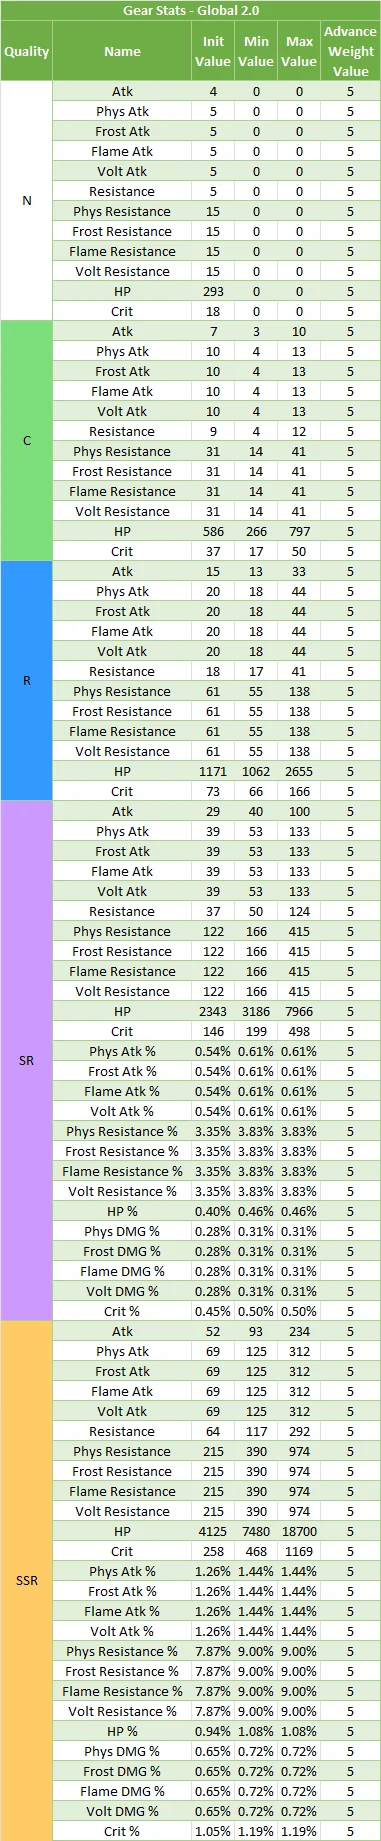 Gear Stats - Global 2.0
Quality Name Init Value Min Value Max Value Advance Weight Value
N
Atk 4 0 0 5
Phys Atk 5 0 0 5
Frost Atk 5 0 0 5
Flame Atk 5 0 0 5
Volt Atk 5 0 0 5
Resistance 5 0 0 5
Phys Resistance 15 0 0 5
Frost Resistance 15 0 0 5
Flame Resistance 15 0 0 5
Volt Resistance 15 0 0 5
HP 293 0 0 5
Crit 18 0 0 5
C
Atk 7 3 10 5
Phys Atk 10 4 13 5
Frost Atk 10 4 13 5
Flame Atk 10 4 13 5
Volt Atk 10 4 13 5
Resistance 9 4 12 5
Phys Resistance 31 14 41 5
Frost Resistance 31 14 41 5
Flame Resistance 31 14 41 5
Volt Resistance 31 14 41 5
HP 586 266 797 5
Crit 37 17 50 5
R
Atk 15 13 33 5
Phys Atk 20 18 44 5
Frost Atk 20 18 44 5
Flame Atk 20 18 44 5
Volt Atk 20 18 44 5
Resistance 18 17 41 5
Phys Resistance 61 55 138 5
Frost Resistance 61 55 138 5
Flame Resistance 61 55 138 5
Volt Resistance 61 55 138 5
HP 1171 1062 2655 5
Crit 73 66 166 5
SR
Atk 29 40 100 5
Phys Atk 39 53 133 5
Frost Atk 39 53 133 5
Flame Atk 39 53 133 5
Volt Atk 39 53 133 5
Resistance 37 50 124 5
Phys Resistance 122 166 415 5
Frost Resistance 122 166 415 5
Flame Resistance 122 166 415 5
Volt Resistance 122 166 415 5
HP 2343 3186 7966 5
Crit 146 199 498 5
Phys Atk % 0.54% 0.61% 0.61% 5
Frost Atk % 0.54% 0.61% 0.61% 5
Flame Atk % 0.54% 0.61% 0.61% 5
Volt Atk % 0.54% 0.61% 0.61% 5
Phys Resistance % 3.35% 3.83% 3.83% 5
Frost Resistance % 3.35% 3.83% 3.83% 5
Flame Resistance % 3.35% 3.83% 3.83% 5
Volt Resistance % 3.35% 3.83% 3.83% 5
HP % 0.40% 0.46% 0.46% 5
Phys DMG % 0.28% 0.31% 0.31% 5
Frost DMG % 0.28% 0.31% 0.31% 5
Flame DMG % 0.28% 0.31% 0.31% 5
Volt DMG % 0.28% 0.31% 0.31% 5
Crit % 0.45% 0.50% 0.50% 5
SSR
Atk 52 93 234 5
Phys Atk 69 125 312 5
Frost Atk 69 125 312 5
Flame Atk 69 125 312 5
Volt Atk 69 125 312 5
Resistance 64 117 292 5
Phys Resistance 215 390 974 5
Frost Resistance 215 390 974 5
Flame Resistance 215 390 974 5
Volt Resistance 215 390 974 5
HP 4125 7480 18700 5
Crit 258 468 1169 5
Phys Atk % 1.26% 1.44% 1.44% 5
Frost Atk % 1.26% 1.44% 1.44% 5
Flame Atk % 1.26% 1.44% 1.44% 5
Volt Atk % 1.26% 1.44% 1.44% 5
Phys Resistance % 7.87% 9.00% 9.00% 5
Frost Resistance % 7.87% 9.00% 9.00% 5
Flame Resistance % 7.87% 9.00% 9.00% 5
Volt Resistance % 7.87% 9.00% 9.00% 5
HP % 0.94% 1.08% 1.08% 5
Phys DMG % 0.65% 0.72% 0.72% 5
Frost DMG % 0.65% 0.72% 0.72% 5
Flame DMG % 0.65% 0.72% 0.72% 5
Volt DMG % 0.65% 0.72% 0.72% 5
Crit % 1.05% 1.19% 1.19% 5